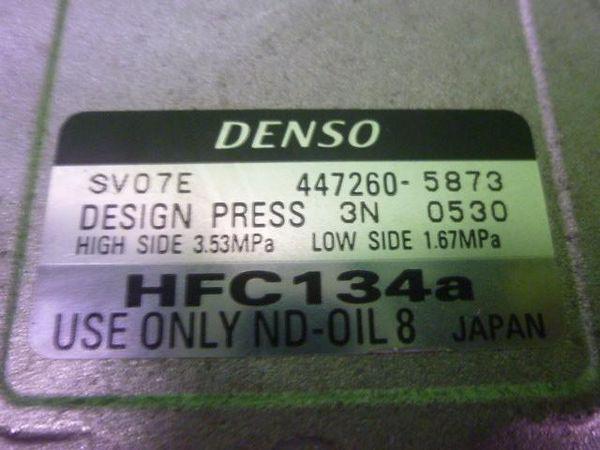 DENSO
SV07E 447260-5873
DESIGN PRESS 3N 0530
HIGH SIDE 3.53MPa LOW SIDE 1.67MPa
HFC134a
USE ONLY ND-OIL 8 JAPAN